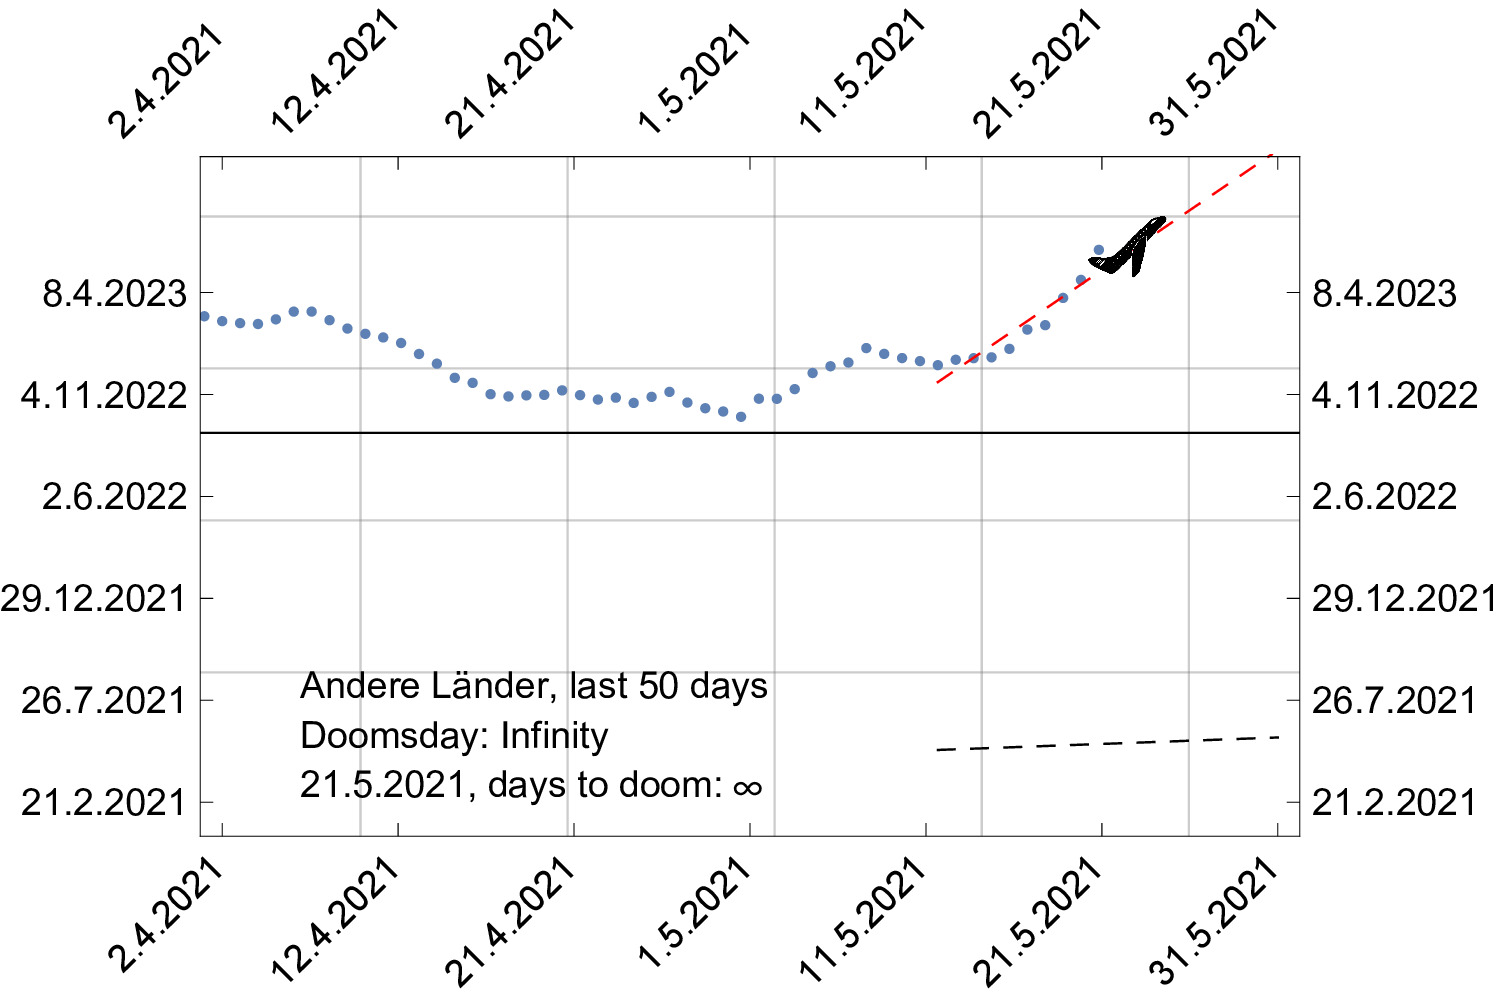 2.4.2021 12.4.2021 21.4.2021 1.5.2021 11.5.2021 21.5.2021 31.5.2021
8.4.2023 8.4.2023
4.11.2022 4.11.2022
2.6.2022 2.6.2022
29.12.2021 29.12.2021
26.7.2021 26.7.2021
21.2.2021 21.2.2021
Andere Länder, last 50 days
Doomsday: Infinity
21.5.2021, days to doom: ∞
2.4.2021 12.4.2021 21.4.2021 1.5.2021 11.5.2021 21.5.2021 31.5.2021